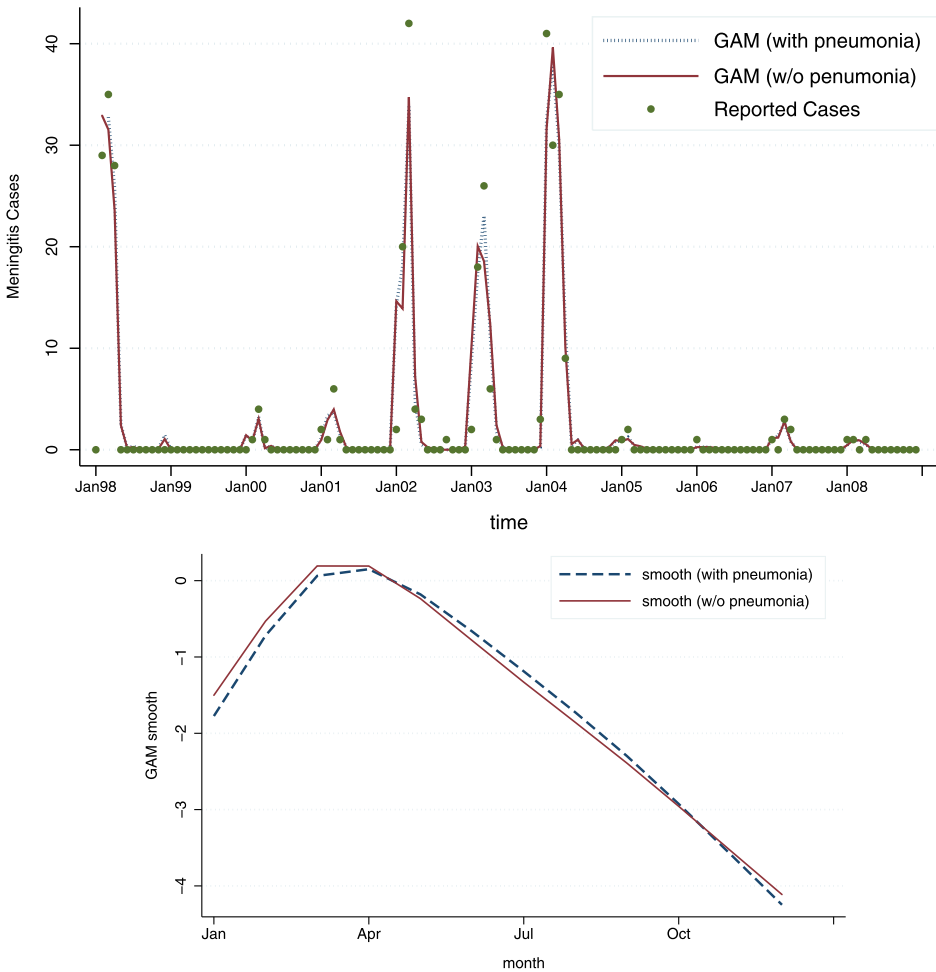 Meningitis Cases
40
30
20
10
0
GAM (with pneumonia)
GAM (w/o penumonia)
Reported Cases
Jan98 Jan99 Jan00 Jan01 Jan02 Jan03 Jan04 Jan05 Jan06 Jan07 Jan08
time
GAM smooth
0
−1
−2
−3
−4
smooth (with pneumonia)
smooth (w/o pneumonia)
Jan Apr Jul Oct
month